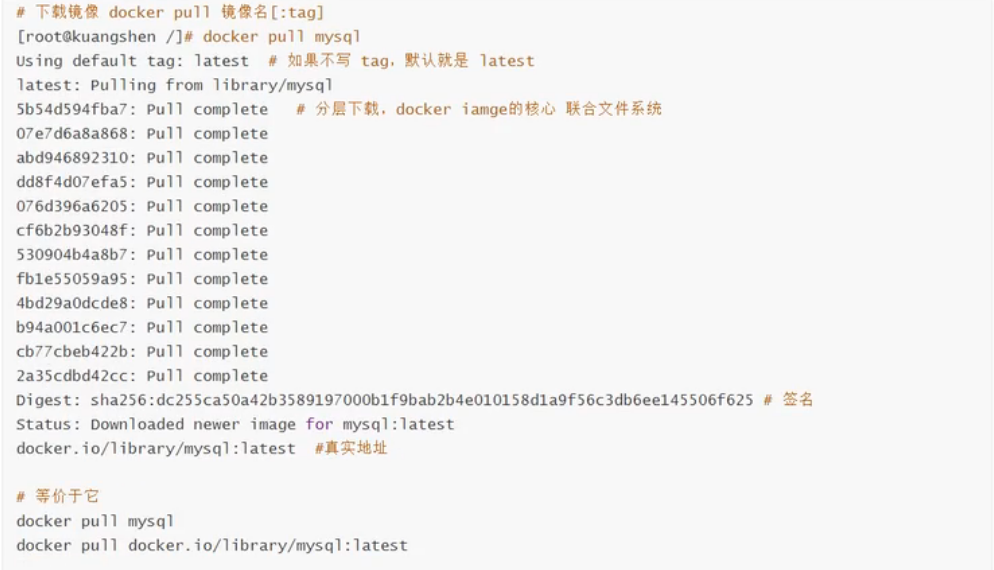 # 下载镜像 docker pull 镜像名[:tag]
[root@kuangshen /]# docker pull mysql
Using default tag: latest  # 如果不写 tag，默认就是 latest
latest: Pulling from library/mysql
5b54d594fba7: Pull complete   # 分层下载，docker iamge的核心 联合文件系统
07e7d6a8a868: Pull complete
abd946892310: Pull complete
dd8f4d07efa5: Pull complete
076d396a6205: Pull complete
cf6b2b93048f: Pull complete
530904b4a8b7: Pull complete
fb1e55059a95: Pull complete
4bd29a0dcde8: Pull complete
b94a001c6ec7: Pull complete
cb77cbeb422b: Pull complete
2a35cdbd42cc: Pull complete
Digest: sha256:dc255ca50a42b3589197000b1f9bab2b4e010158d1a9f56c3db6ee145506f625 # 签名
Status: Downloaded newer image for mysql:latest
docker.io/library/mysql:latest  #真实地址
# 等价于它
docker pull mysql
docker pull docker.io/library/mysql:latest